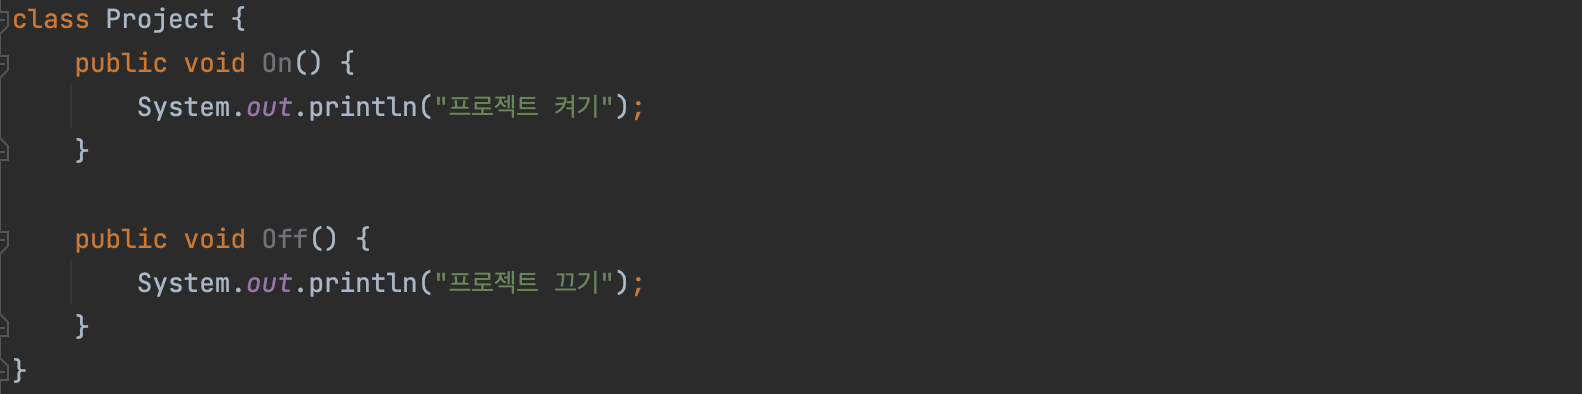 class Project {
    public void On() {
        System.out.println("프로젝트 켜기");
    }
    public void Off() {
        System.out.println("프로젝트 끄기");
    }
}